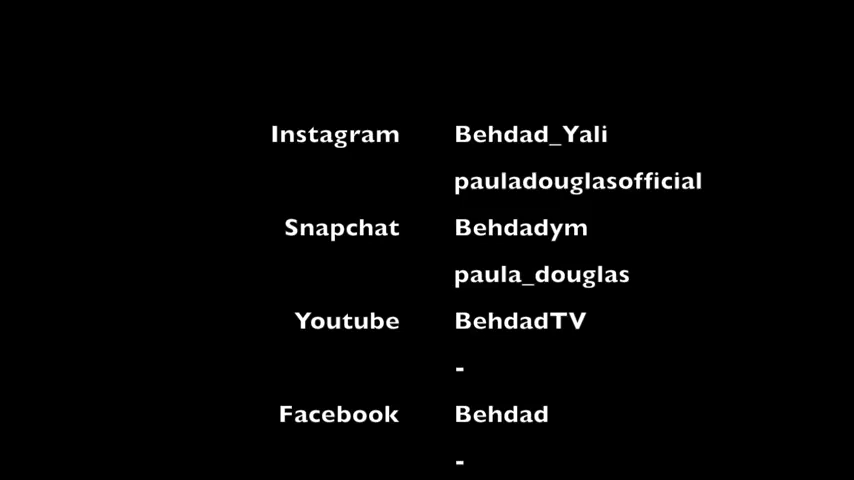 Instagram Behdad_Yali
pauladouglasofficial
Snapchat Behdadym
paula_douglas
Youtube BehdadTV
-
Facebook Behdad
-